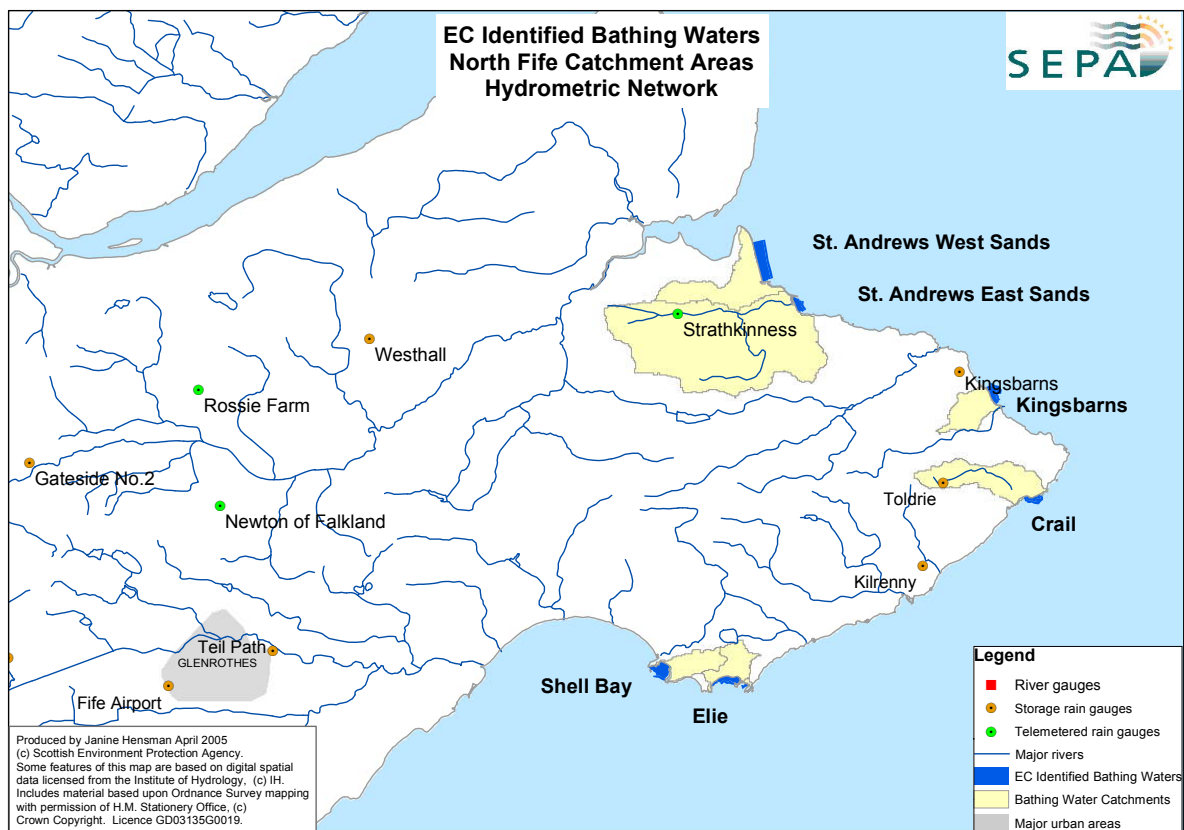 EC Identified Bathing Waters
North Fife Catchment Areas
Hydrometric Network
SEPA
St. Andrews West Sands
St. Andrews East Sands
Strathkinness
Westhall
Kingsbarns
Rossie Farm
Kingsbarns
Gateside No.2
Toldrie
Newton of Falkland
Crail
Kilrenny
Teil Path
GLENROTHES
Shell Bay
Fife Airport
Elie
Legend
River gauges
Storage rain gauges
Telemetered rain gauges
Major rivers
EC Identified Bathing Waters
Bathing Water Catchments
Major urban areas
Produced by Janine Hensman April 2005
(c) Scottish Environment Protection Agency.
Some features of this map are based on digital spatial
data licensed from the Institute of Hydrology, (c) IH.
Includes material based upon Ordnance Survey mapping
with permission of H.M. Stationery Office, (c)
Crown Copyright. Licence GD03135G0019.